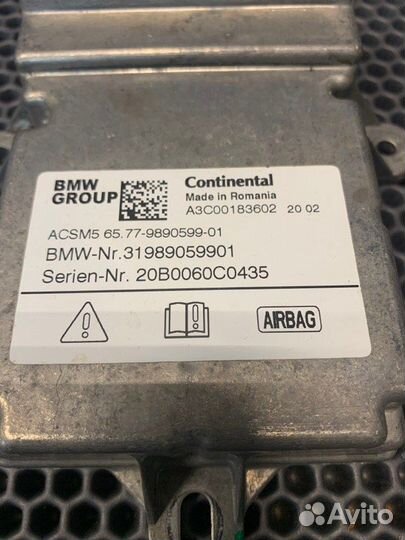 BMW
GROUP
Continental
Made in Romania
A3C00183602 20 02
ACSM5 65.77-9890599-01
BMW-Nr.31989059901
Serien-Nr. 20B0060C0435
AIRBAG
Avito